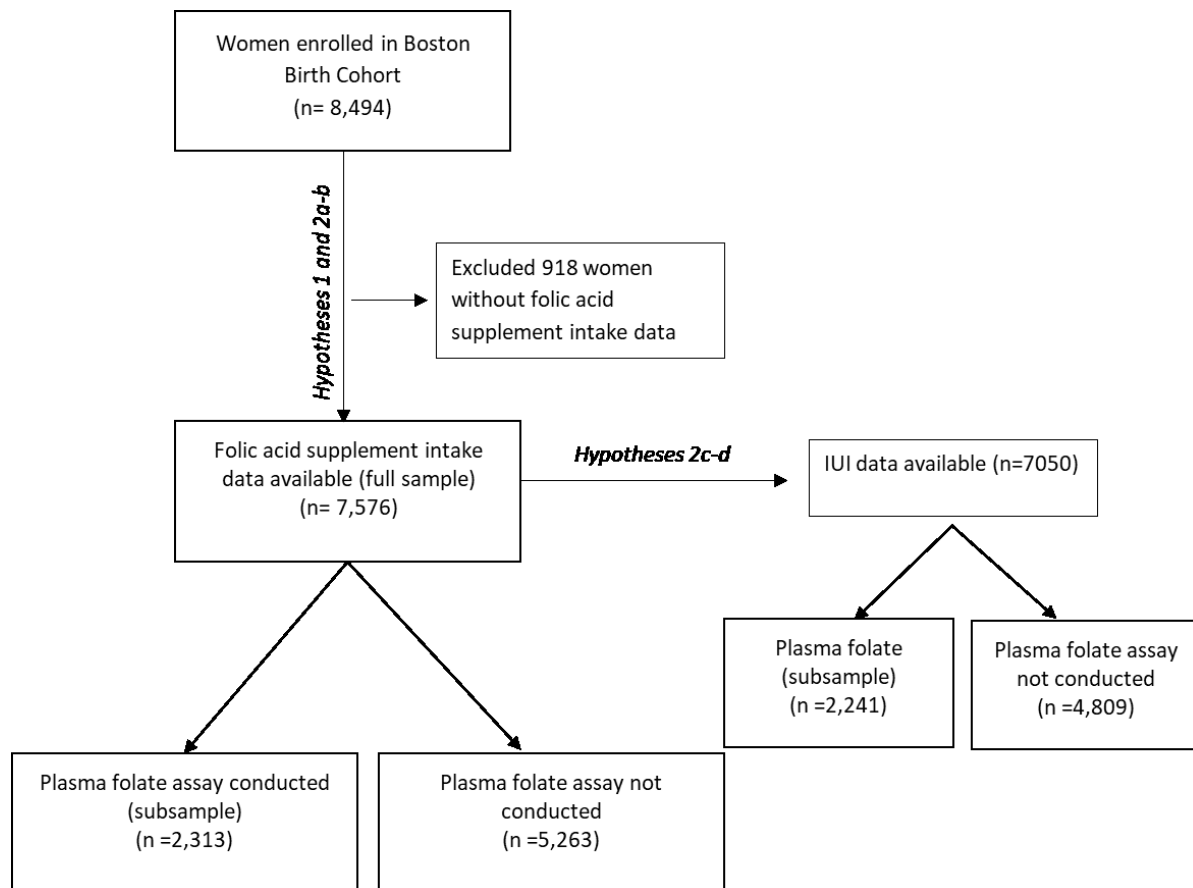 Women enrolled in Boston
Birth Cohort
(n= 8,494)
Hypotheses 1 and 2a-b
Excluded 918 women
without folic acid
supplement intake data
Folic acid supplement intake
data available (full sample)
(n= 7,576)
Hypotheses 2c-d
IUI data available (n=7050)
Plasma folate
(subsample)
(n =2,241)
Plasma folate assay
not conducted
(n =4,809)
Plasma folate assay conducted
(subsample)
(n =2,313)
Plasma folate assay not
conducted
(n =5,263)